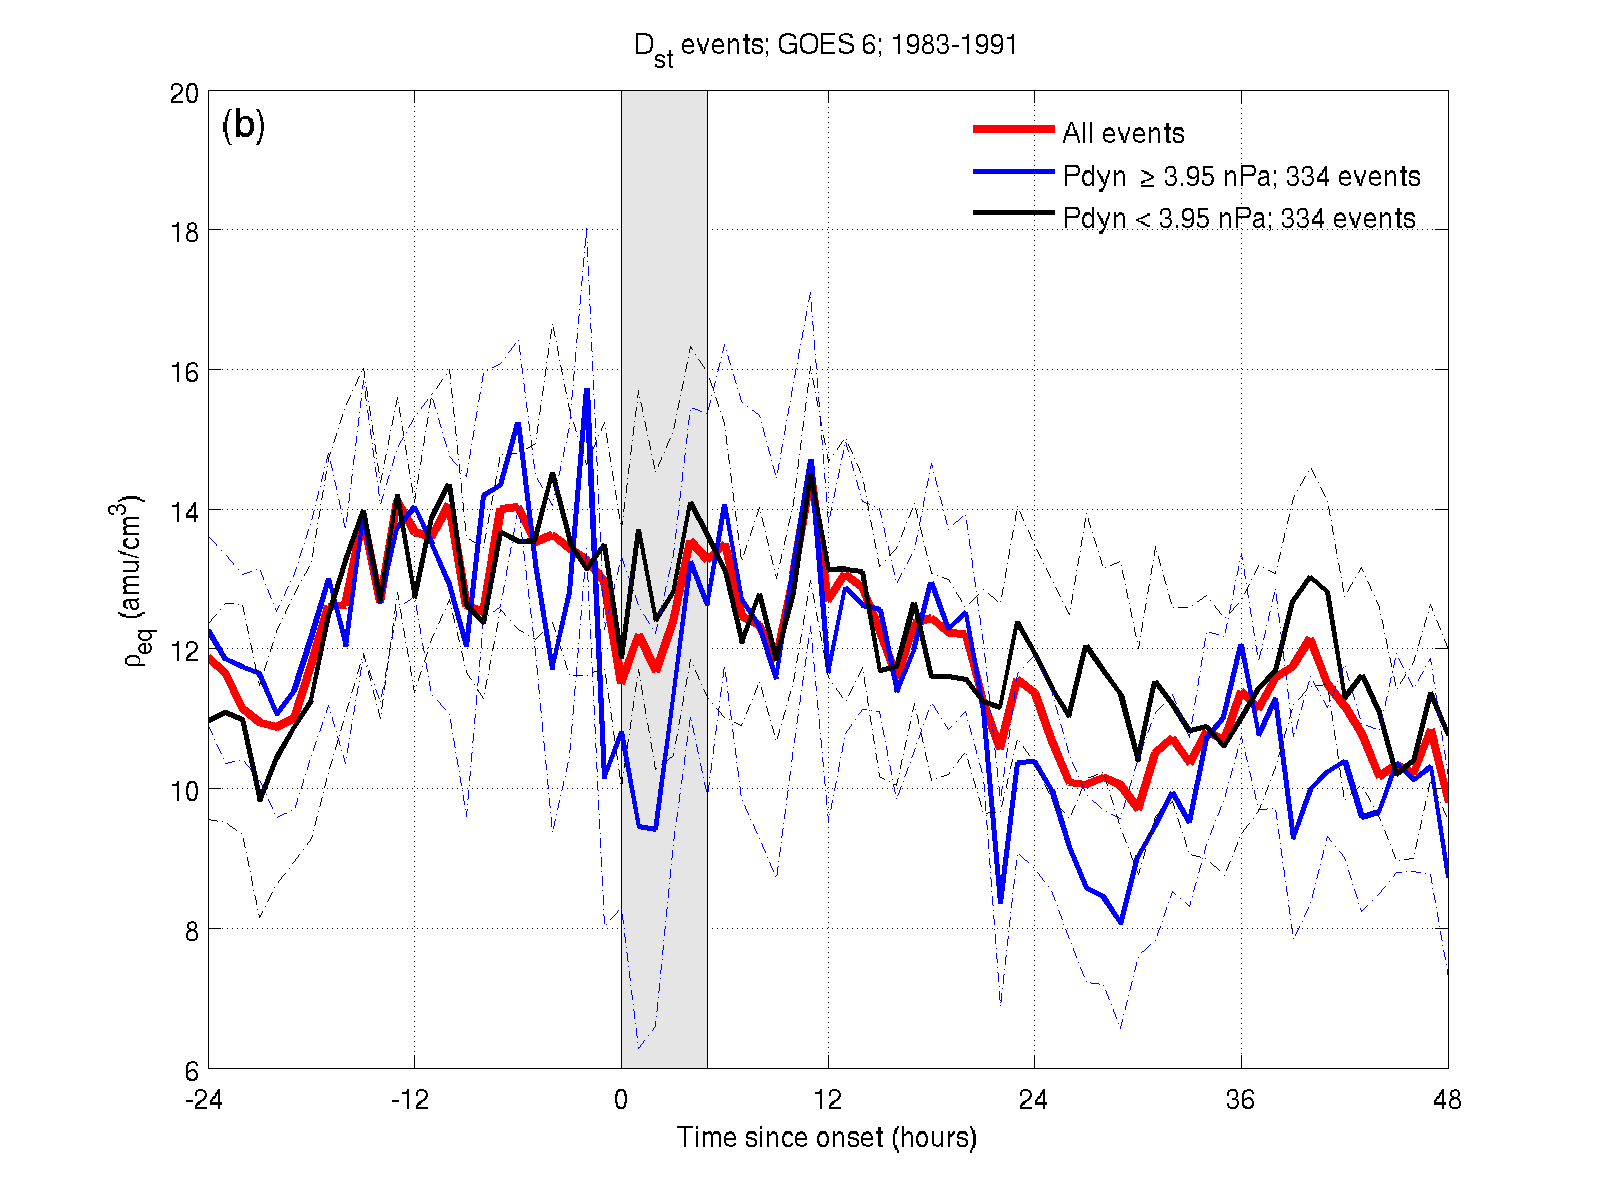 D_st events; GOES 6; 1983-1991
(b)
All events
Pdyn ≥ 3.95 nPa; 334 events
Pdyn < 3.95 nPa; 334 events
ρ_eq (amu/cm³)
20
18
16
14
12
10
8
6
-24 -12 0 12 24 36 48
Time since onset (hours)